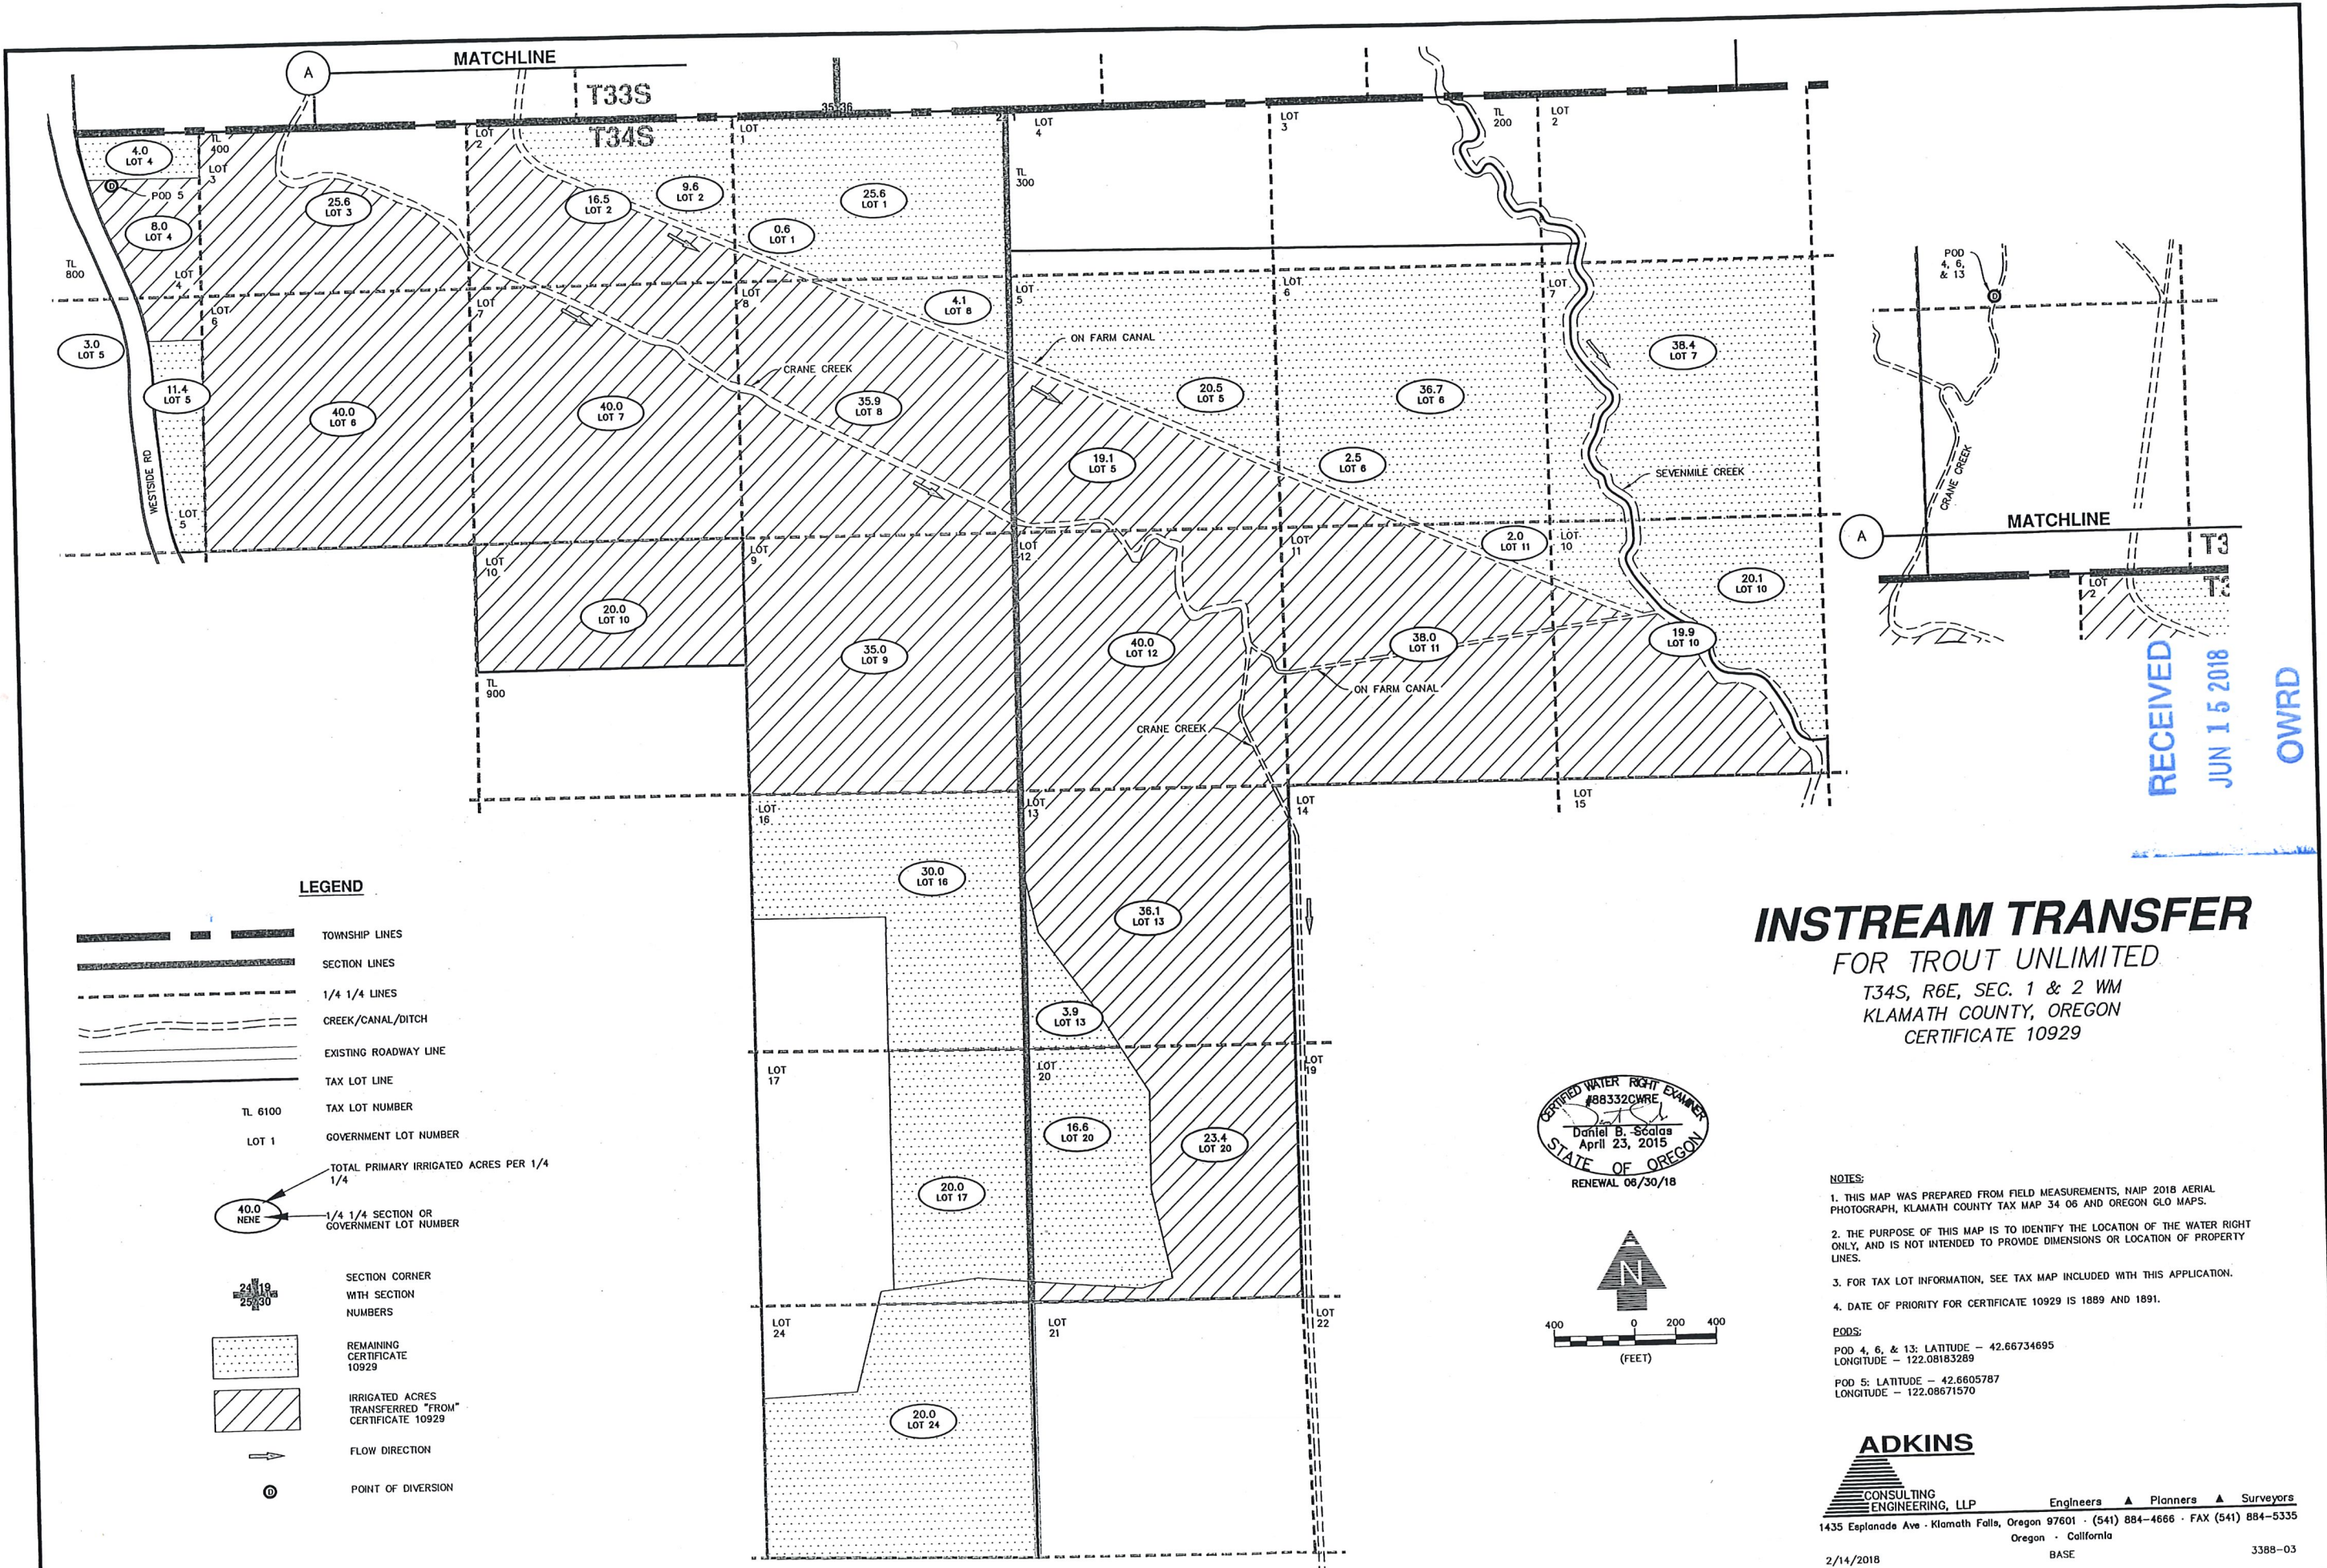 A
MATCHLINE
T33S
T34S
35 36
2 1
TL
400
LOT
3
LOT
2
LOT
1
LOT
4
LOT
3
TL
200
LOT
2
4.0
LOT 4
POD 5
8.0
LOT 4
25.6
LOT 3
16.5
LOT 2
9.6
LOT 2
0.6
LOT 1
25.6
LOT 1
TL
300
TL
800
LOT
4
LOT
6
LOT
7
LOT
8
LOT
5
LOT
6
LOT
7
4.1
LOT 8
ON FARM CANAL
CRANE CREEK
3.0
LOT 5
11.4
LOT 5
40.0
LOT 6
40.0
LOT 7
35.9
LOT 8
20.5
LOT 5
36.7
LOT 6
38.4
LOT 7
19.1
LOT 5
2.5
LOT 6
SEVENMILE CREEK
WESTSIDE RD
LOT
5
LOT
10
LOT
9
LOT
12
LOT
11
2.0
LOT 11
LOT
10
20.1
LOT 10
20.0
LOT 10
35.0
LOT 9
40.0
LOT 12
38.0
LOT 11
19.9
LOT 10
ON FARM CANAL
CRANE CREEK
TL
900
LOT
16
LOT
13
LOT
14
LOT
15
30.0
LOT 16
36.1
LOT 13
3.9
LOT 13
LOT
17
LOT
20
LOT
19
16.6
LOT 20
23.4
LOT 20
20.0
LOT 17
LOT
24
LOT
21
LOT
22
20.0
LOT 24
POD
4, 6,
& 13
CRANE CREEK
A
MATCHLINE
LOT
2
RECEIVED
JUN 15 2018
OWRD
LEGEND
TOWNSHIP LINES
SECTION LINES
1/4 1/4 LINES
CREEK/CANAL/DITCH
EXISTING ROADWAY LINE
TAX LOT LINE
TL 6100 TAX LOT NUMBER
LOT 1 GOVERNMENT LOT NUMBER
TOTAL PRIMARY IRRIGATED ACRES PER 1/4
1/4
40.0
NENE
1/4 1/4 SECTION OR
GOVERNMENT LOT NUMBER
24 19
25 30
SECTION CORNER
WITH SECTION
NUMBERS
REMAINING
CERTIFICATE
10929
IRRIGATED ACRES
TRANSFERRED "FROM"
CERTIFICATE 10929
FLOW DIRECTION
D POINT OF DIVERSION
INSTREAM TRANSFER
FOR TROUT UNLIMITED
T34S, R6E, SEC. 1 & 2 WM
KLAMATH COUNTY, OREGON
CERTIFICATE 10929
CERTIFIED WATER RIGHT EXAMINER
#88332CWRE
Daniel B. Scalas
April 23, 2015
STATE OF OREGON
RENEWAL 06/30/18
N
400 0 200 400
(FEET)
NOTES:
1. THIS MAP WAS PREPARED FROM FIELD MEASUREMENTS, NAIP 2018 AERIAL
PHOTOGRAPH, KLAMATH COUNTY TAX MAP 34 06 AND OREGON GLO MAPS.
2. THE PURPOSE OF THIS MAP IS TO IDENTIFY THE LOCATION OF THE WATER RIGHT
ONLY, AND IS NOT INTENDED TO PROVIDE DIMENSIONS OR LOCATION OF PROPERTY
LINES.
3. FOR TAX LOT INFORMATION, SEE TAX MAP INCLUDED WITH THIS APPLICATION.
4. DATE OF PRIORITY FOR CERTIFICATE 10929 IS 1889 AND 1891.
PODS:
POD 4, 6, & 13: LATITUDE – 42.66734695
LONGITUDE – 122.08183289
POD 5: LATITUDE – 42.6605787
LONGITUDE – 122.08671570
ADKINS
CONSULTING
ENGINEERING, LLP
Engineers ▲ Planners ▲ Surveyors
1435 Esplanade Ave · Klamath Falls, Oregon 97601 · (541) 884-4666 · FAX (541) 884-5335
Oregon · California
2/14/2018 BASE 3388-03